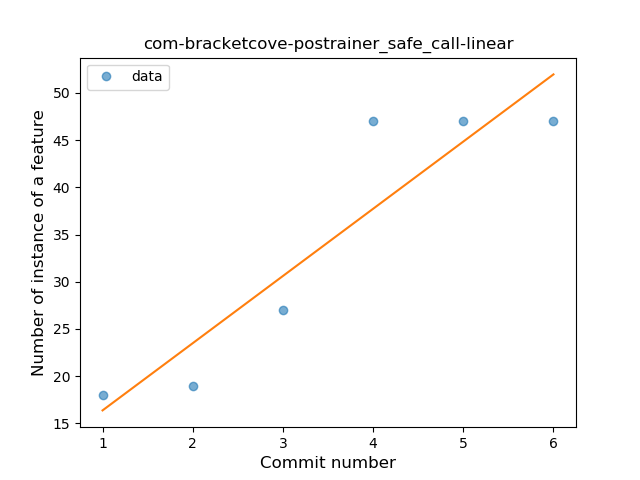 com-bracketcove-postrainer_safe_call-linear
data
Number of instance of a feature
50
45
40
35
30
25
20
15
1 2 3 4 5 6
Commit number